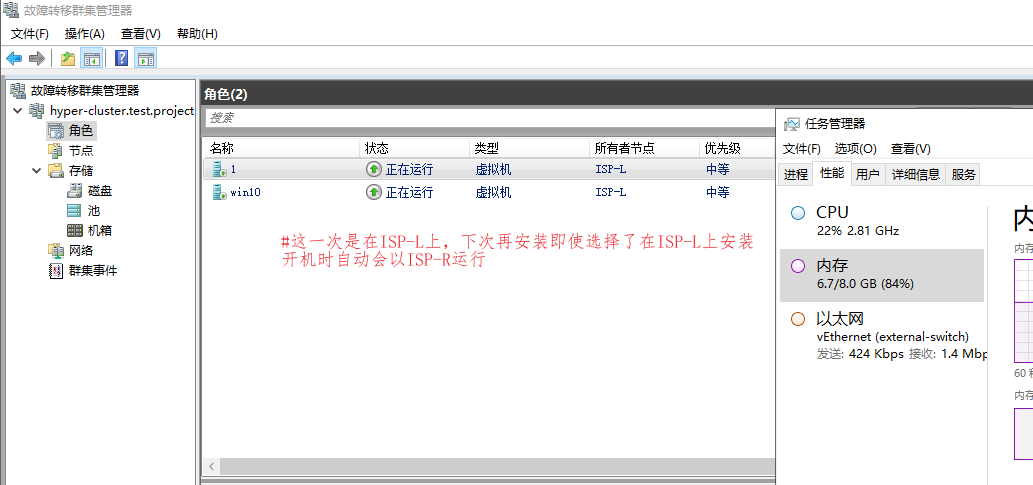 故障转移群集管理器
文件(F) 操作(A) 查看(V) 帮助(H)
故障转移群集管理器
hyper-cluster.test.project
角色
节点
存储
磁盘
池
机箱
网络
群集事件
角色(2)
搜索
名称 状态 类型 所有者节点 优先级
1 正在运行 虚拟机 ISP-L 中等
win10 正在运行 虚拟机 ISP-L 中等
#这一次是在ISP-L上，下次再安装即使选择了在ISP-L上安装
开机时自动会以ISP-R运行
任务管理器
文件(F) 选项(O) 查看(V)
进程 性能 用户 详细信息 服务
CPU
22% 2.81 GHz
内存
6.7/8.0 GB (84%)
以太网
vEthernet (external-switch)
发送: 424 Kbps 接收: 1.4 Mbp
内
内存
60 秒
内存